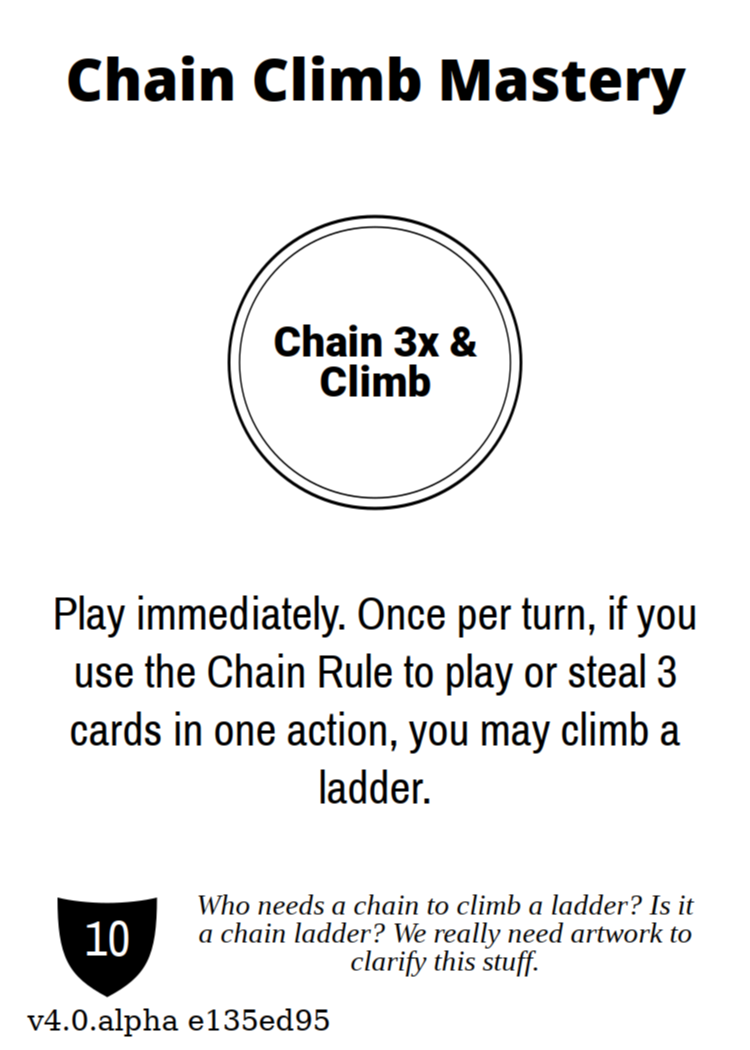 Chain Climb Mastery
Chain 3x &
Climb
Play immediately. Once per turn, if you
use the Chain Rule to play or steal 3
cards in one action, you may climb a
ladder.
10
Who needs a chain to climb a ladder? Is it
a chain ladder? We really need artwork to
clarify this stuff.
v4.0.alpha e135ed95